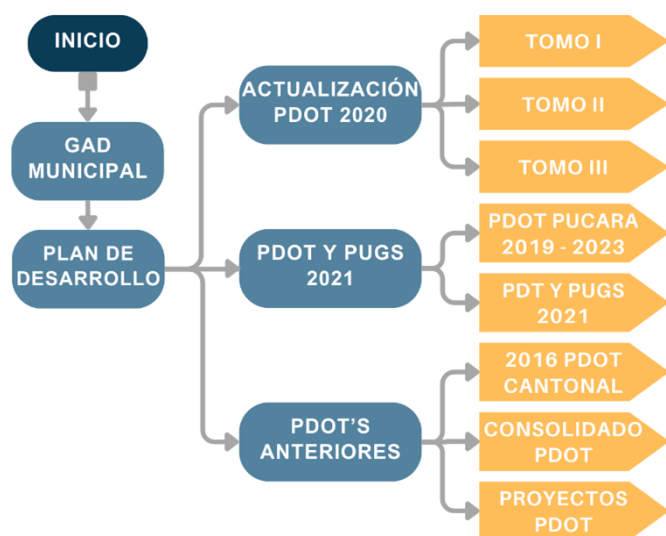 INICIO
GAD
MUNICIPAL
PLAN DE
DESARROLLO
ACTUALIZACIÓN
PDOT 2020
TOMO I
TOMO II
TOMO III
PDOT Y PUGS
2021
PDOT PUCARA
2019 - 2023
PDT Y PUGS
2021
PDOT'S
ANTERIORES
2016 PDOT
CANTONAL
CONSOLIDADO
PDOT
PROYECTOS
PDOT